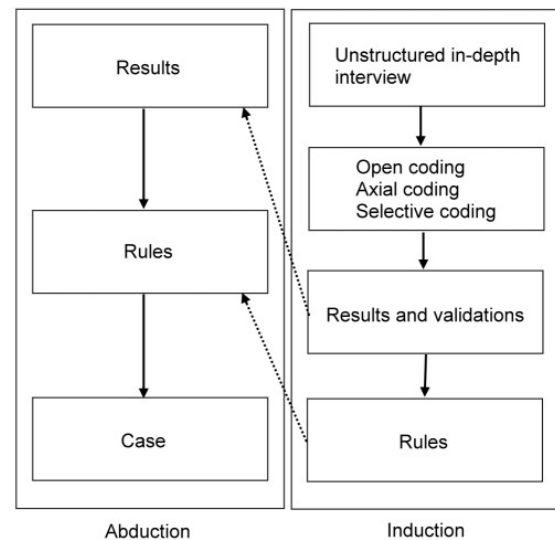 Results
Rules
Case
Abduction
Unstructured in-depth
interview
Open coding
Axial coding
Selective coding
Results and validations
Rules
Induction